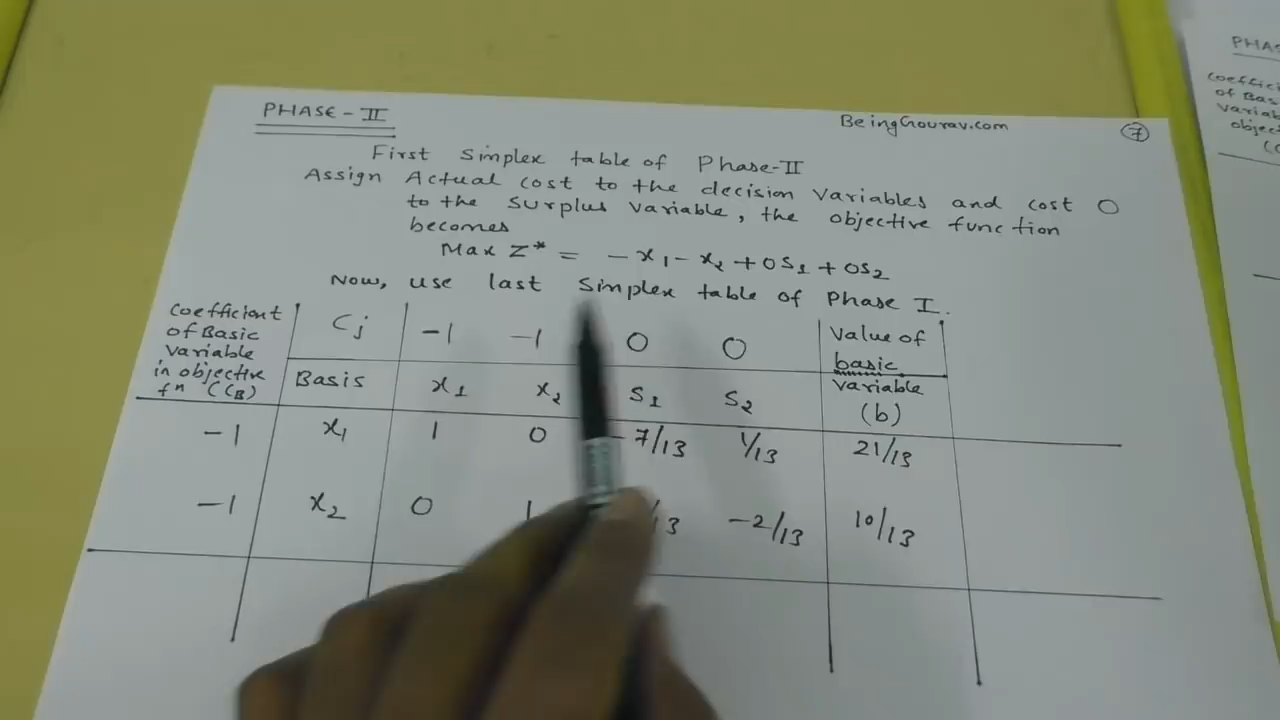 PHASE-II
BeingGourav.com
7
First Simplex table of Phase-II
Assign Actual cost to the decision variables and cost 0
to the surplus variable, the objective function
becomes
Max Z* = -x1 - x2 + 0S1 + 0S2
Now, use last Simplex table of Phase I.
Coefficient of Basic Variable in objective fn (CB) | Cj | -1 | -1 | 0 | 0 | Value of basic variable (b)
Basis | x1 | x2 | S1 | S2
-1 | x1 | 1 | 0 | -7/13 | 1/13 | 21/13
-1 | x2 | 0 | 1 | /13 | -2/13 | 10/13
of Bas
Varia
objec